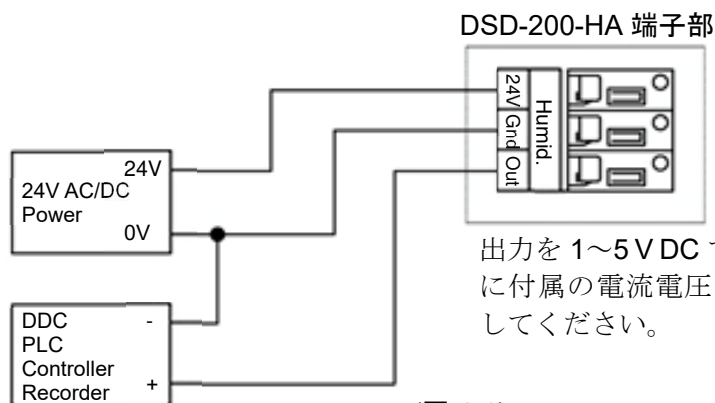 DSD-200-HA 端子部
24V
Gnd
Out
Humid.
24V
24V AC/DC
Power
0V
出力を 1～5 V DC
に付属の電流電圧
してください。
DDC -
PLC
Controller
Recorder +